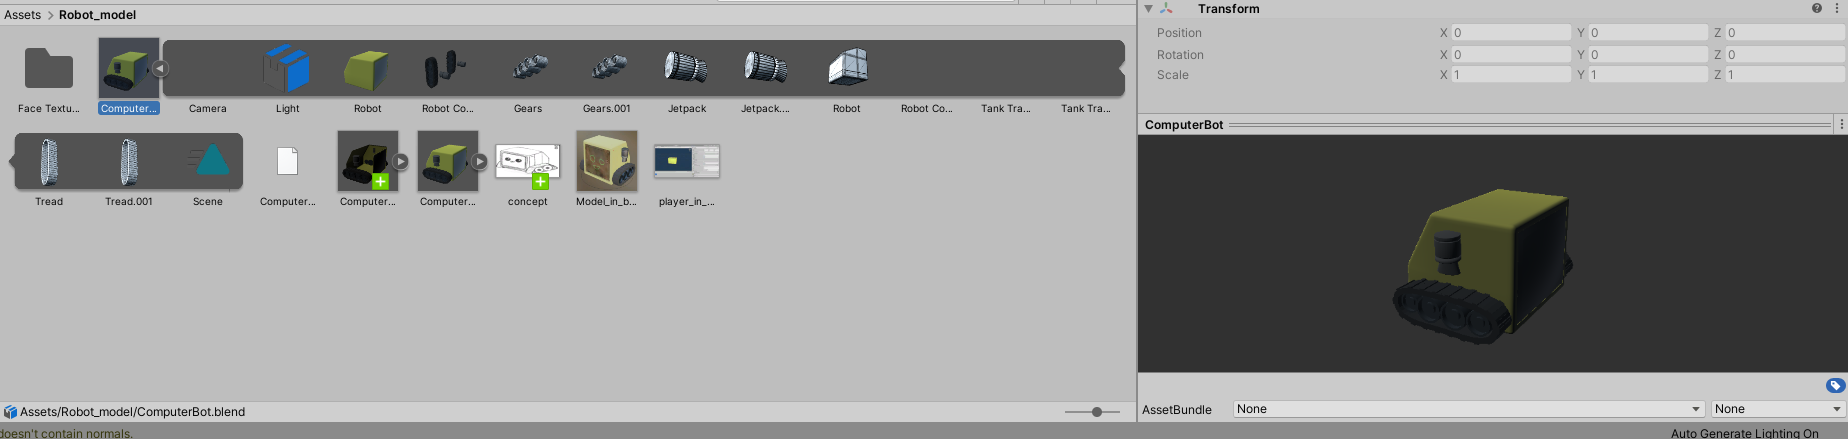 Assets > Robot_model
Face Textu...
Computer...
Camera
Light
Robot
Robot Co...
Gears
Gears.001
Jetpack
Jetpack....
Robot
Robot Co...
Tank Tra...
Tank Tra...
Tread
Tread.001
Scene
Computer...
Computer...
Computer...
concept
Model_in_b...
player_in_...
Assets/Robot_model/ComputerBot.blend
doesn't contain normals.
Transform
Position X 0 Y 0 Z 0
Rotation X 0 Y 0 Z 0
Scale X 1 Y 1 Z 1
ComputerBot
AssetBundle None None
Auto Generate Lighting On